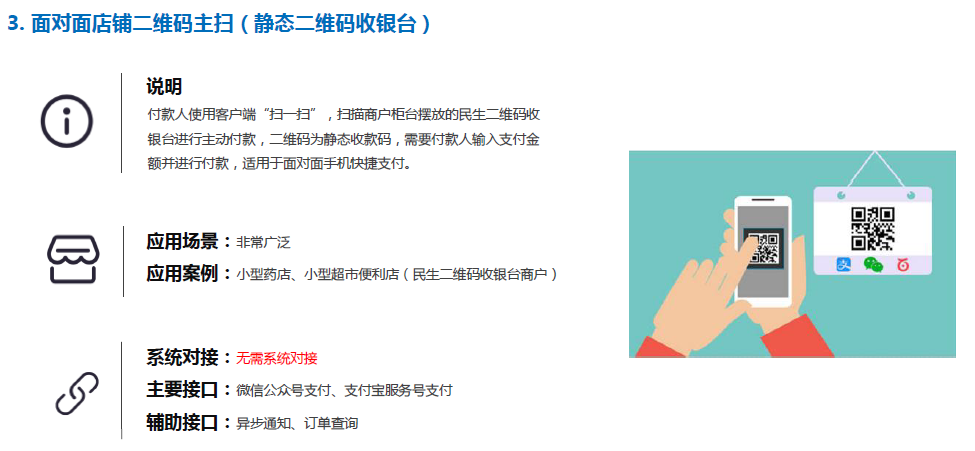 3. 面对面店铺二维码主扫（静态二维码收银台）
说明
付款人使用客户端“扫一扫”，扫描商户柜台摆放的民生二维码收
银台进行主动付款，二维码为静态收款码，需要付款人输入支付金
额并进行付款，适用于面对面手机快捷支付。
应用场景：非常广泛
应用案例：小型药店、小型超市便利店（民生二维码收银台商户）
系统对接：无需系统对接
主要接口：微信公众号支付、支付宝服务号支付
辅助接口：异步通知、订单查询
支